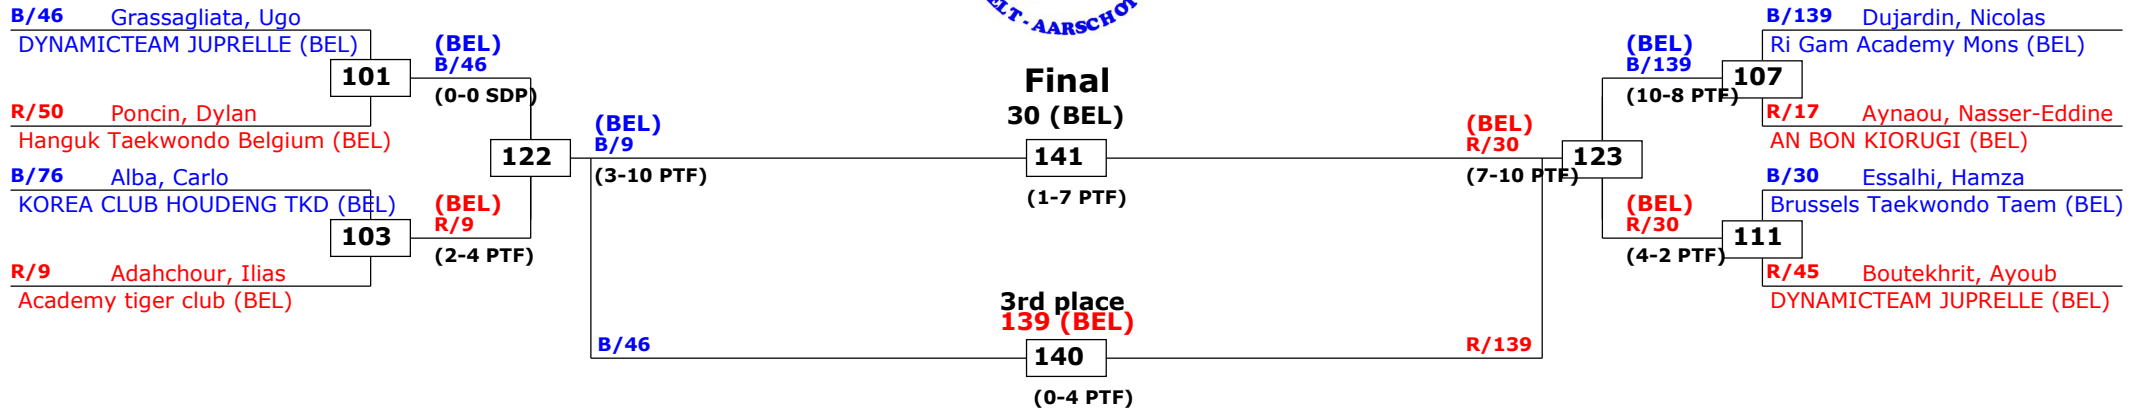 B/46 Grassagliata, Ugo
DYNAMICTEAM JUPRELLE (BEL)
101
R/50 Poncin, Dylan
Hanguk Taekwondo Belgium (BEL)
B/76 Alba, Carlo
KOREA CLUB HOUDENG TKD (BEL)
103
R/9 Adahchour, Ilias
Academy tiger club (BEL)
(BEL)
B/46
(0-0 SDP)
122
(BEL)
R/9
(2-4 PTF)
(BEL)
B/9
(3-10 PTF)
AARSCHOT
Final
30 (BEL)
141
(1-7 PTF)
3rd place
139 (BEL)
B/46
140
R/139
(0-4 PTF)
(BEL)
R/30
(7-10 PTF)
123
(BEL)
B/139
(10-8 PTF)
(BEL)
R/30
(4-2 PTF)
B/139 Dujardin, Nicolas
Ri Gam Academy Mons (BEL)
107
R/17 Aynaou, Nasser-Eddine
AN BON KIORUGI (BEL)
B/30 Essalhi, Hamza
Brussels Taekwondo Taem (BEL)
111
R/45 Boutekhrit, Ayoub
DYNAMICTEAM JUPRELLE (BEL)